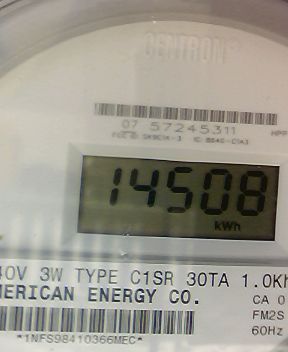 CENTRON
07 57245311
14508
kWh
40V 3W TYPE C1SR 30TA 1.0Kh
MERICAN ENERGY CO.
CA 0
FM2S
60Hz
*1NFS98410366MEC*